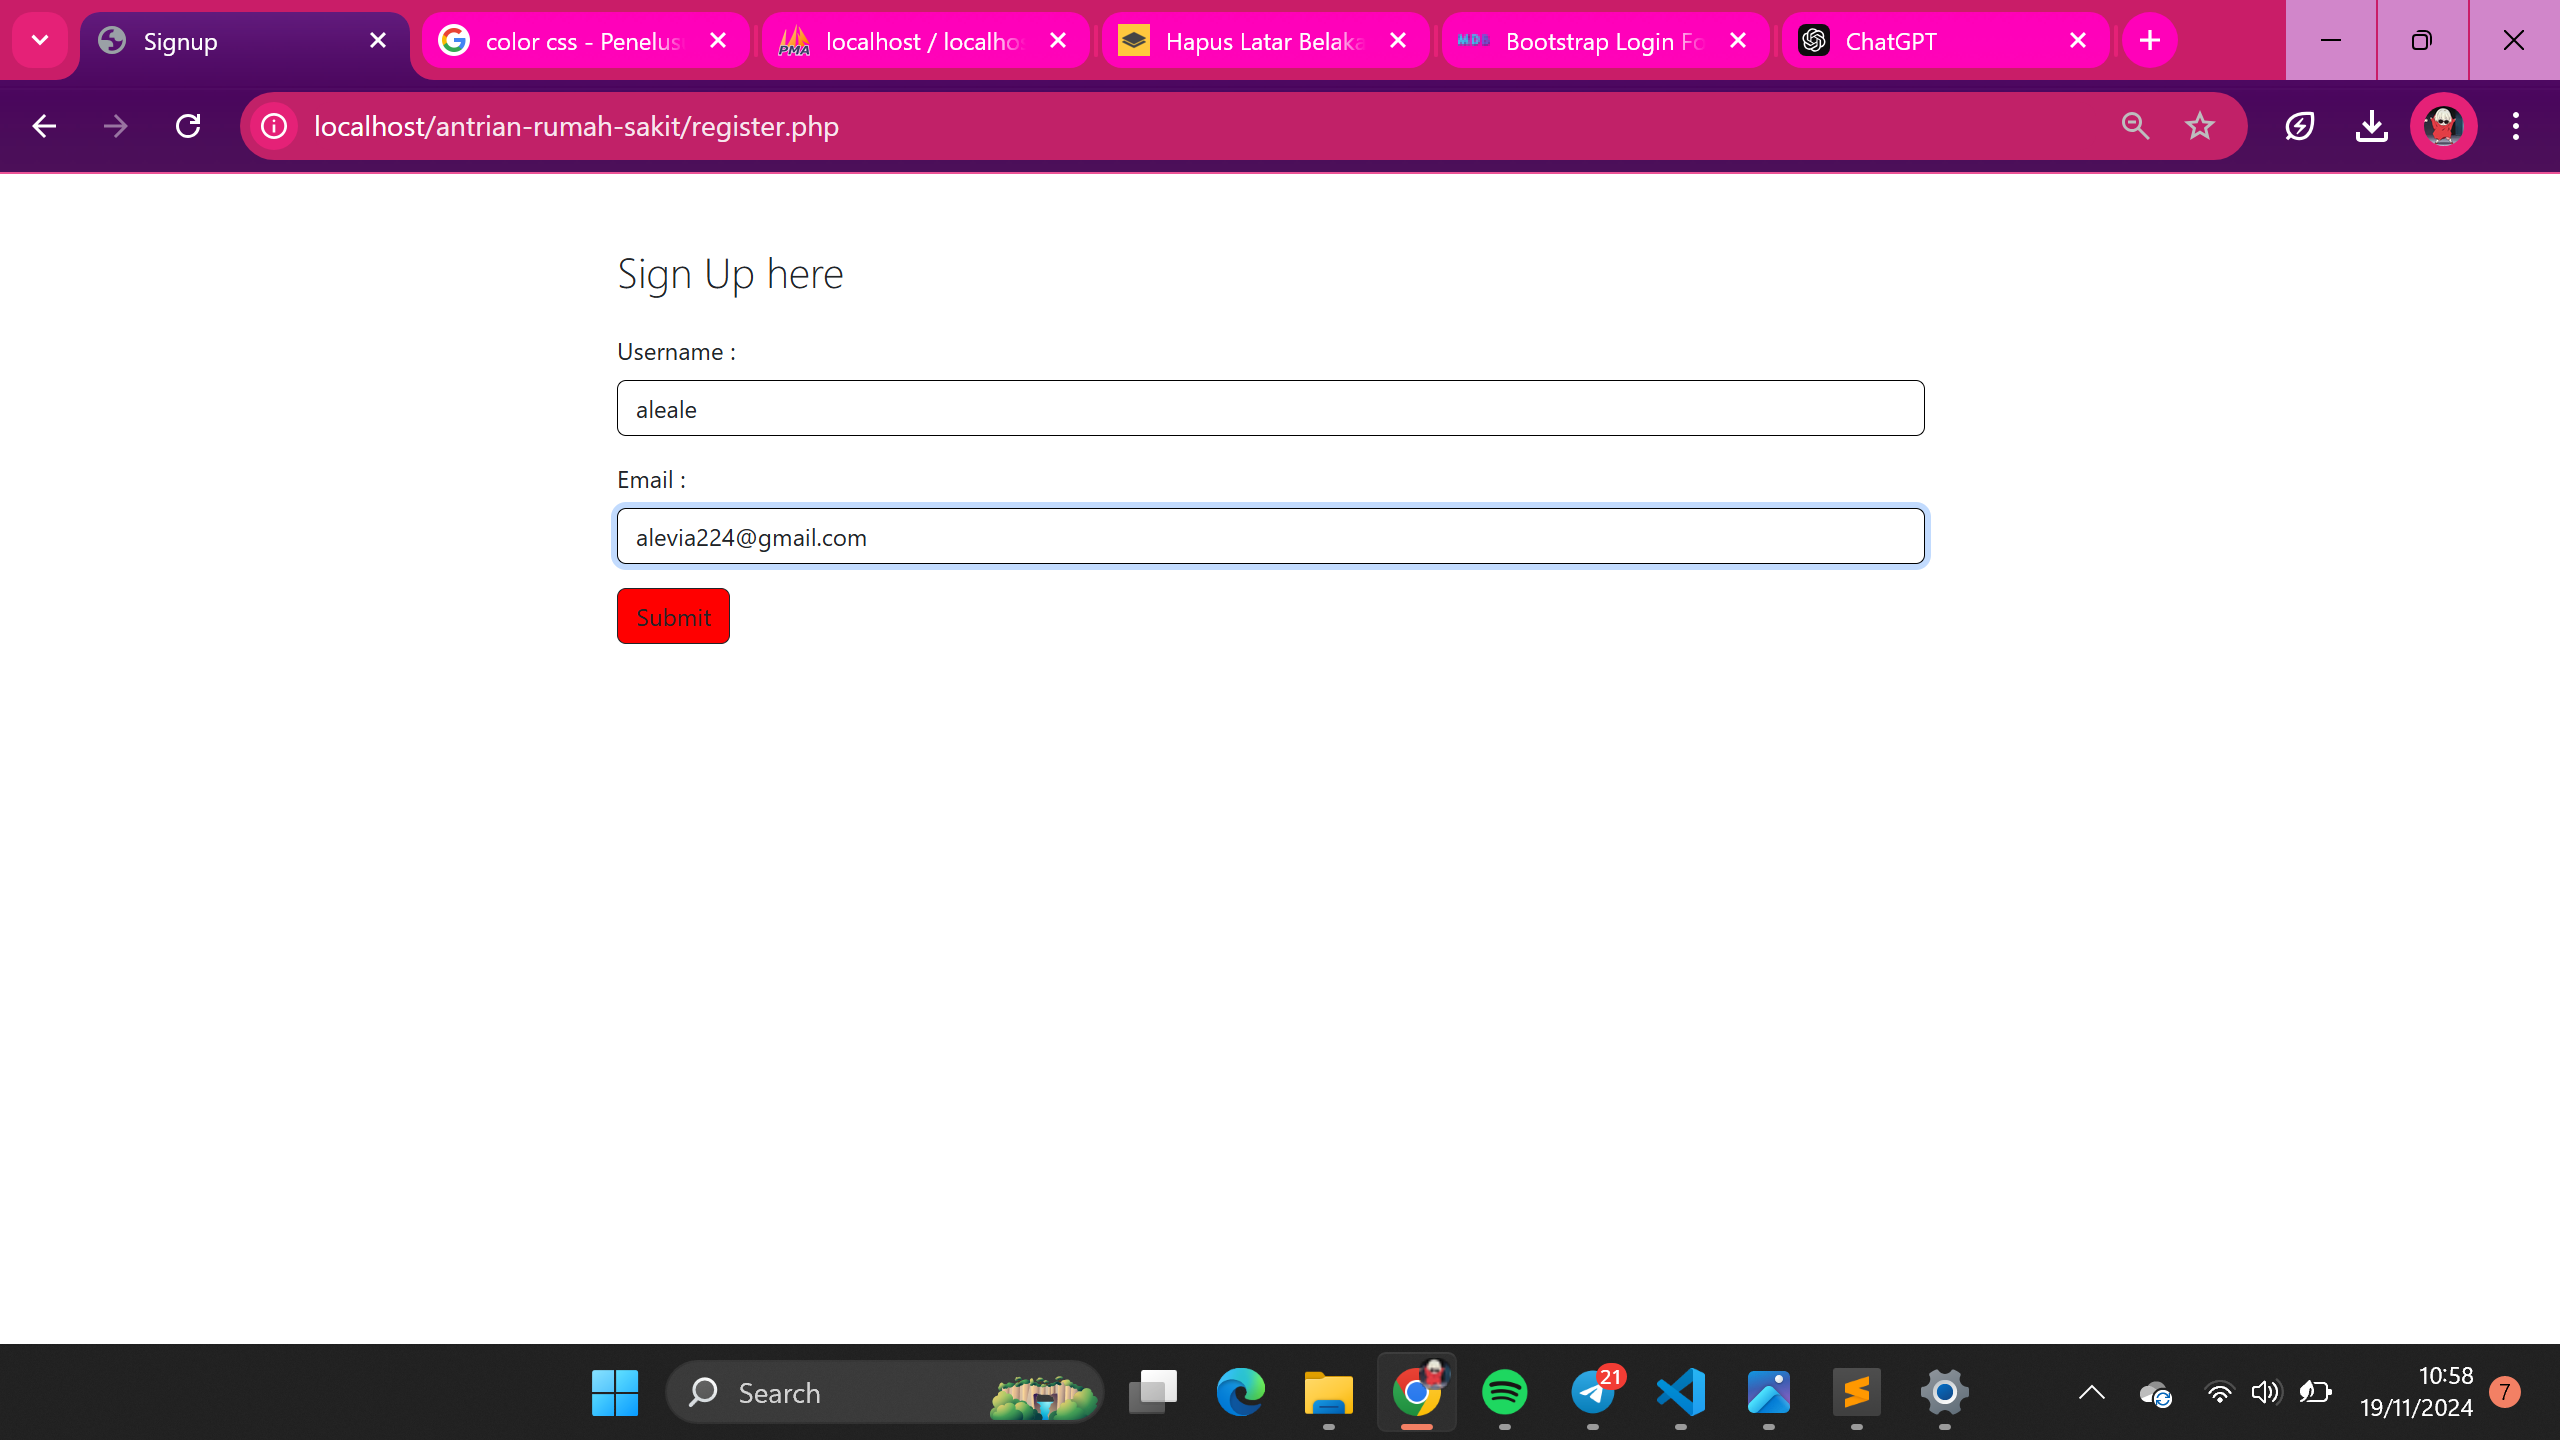 Signup
color css - Penelus
localhost / localhos
Hapus Latar Belaka
Bootstrap Login Fo
ChatGPT
localhost/antrian-rumah-sakit/register.php
Sign Up here
Username :
aleale
Email :
alevia224@gmail.com
Submit
Search
21
10:58
19/11/2024
7
PMA
MDB